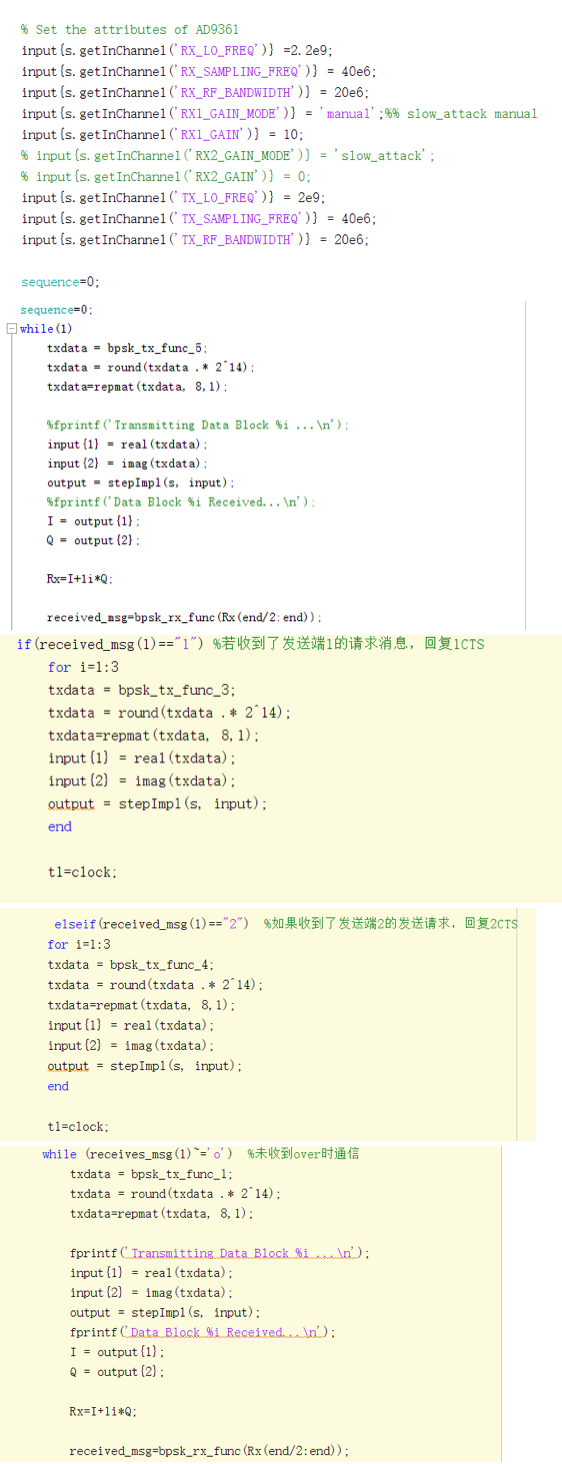 % Set the attributes of AD9361
input{s.getInChannel('RX_LO_FREQ')} =2.2e9;
input{s.getInChannel('RX_SAMPLING_FREQ')} = 40e6;
input{s.getInChannel('RX_RF_BANDWIDTH')} = 20e6;
input{s.getInChannel('RX1_GAIN_MODE')} = 'manual';%% slow_attack manual
input{s.getInChannel('RX1_GAIN')} = 10;
% input{s.getInChannel('RX2_GAIN_MODE')} = 'slow_attack';
% input{s.getInChannel('RX2_GAIN')} = 0;
input{s.getInChannel('TX_LO_FREQ')} = 2e9;
input{s.getInChannel('TX_SAMPLING_FREQ')} = 40e6;
input{s.getInChannel('TX_RF_BANDWIDTH')} = 20e6;
sequence=0;
sequence=0;
while(1)
txdata = bpsk_tx_func_5;
txdata = round(txdata .* 2^14);
txdata=repmat(txdata, 8,1);
%fprintf('Transmitting Data Block %i ...\n');
input{1} = real(txdata);
input{2} = imag(txdata);
output = stepImpl(s, input);
%fprintf('Data Block %i Received...\n');
I = output{1};
Q = output{2};
Rx=I+1i*Q;
received_msg=bpsk_rx_func(Rx(end/2:end));
if(received_msg(1)=="1") %若收到了发送端1的请求消息，回复1CTS
for i=1:3
txdata = bpsk_tx_func_3;
txdata = round(txdata .* 2^14);
txdata=repmat(txdata, 8,1);
input{1} = real(txdata);
input{2} = imag(txdata);
output = stepImpl(s, input);
end
t1=clock;
elseif(received_msg(1)=="2") %如果收到了发送端2的发送请求，回复2CTS
for i=1:3
txdata = bpsk_tx_func_4;
txdata = round(txdata .* 2^14);
txdata=repmat(txdata, 8,1);
input{1} = real(txdata);
input{2} = imag(txdata);
output = stepImpl(s, input);
end
t1=clock;
while (receives_msg(1)~='o') %未收到over时通信
txdata = bpsk_tx_func_1;
txdata = round(txdata .* 2^14);
txdata=repmat(txdata, 8,1);
fprintf('Transmitting Data Block %i ...\n');
input{1} = real(txdata);
input{2} = imag(txdata);
output = stepImpl(s, input);
fprintf('Data Block %i Received...\n');
I = output{1};
Q = output{2};
Rx=I+1i*Q;
received_msg=bpsk_rx_func(Rx(end/2:end));